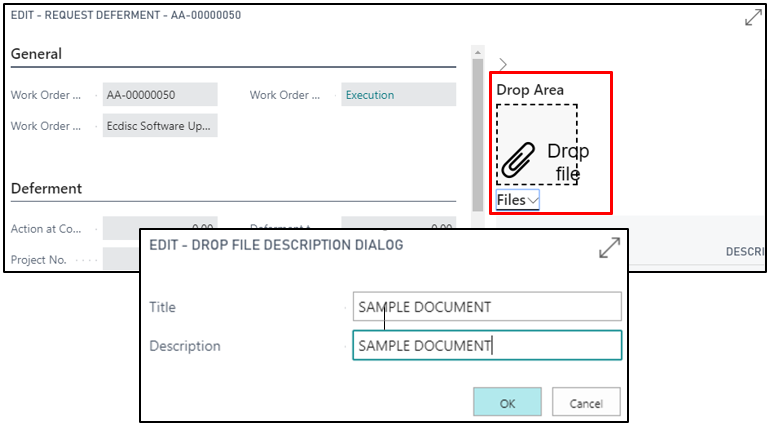 EDIT - REQUEST DEFERMENT - AA-00000050
General
Work Order ... AA-00000050 Work Order ... Execution
Work Order ... Ecdisc Software Up...
Drop Area
Drop
file
Files
Deferment
Action at Co... 0.00 0.00
Project No.
DESCRI
EDIT - DROP FILE DESCRIPTION DIALOG
Title SAMPLE DOCUMENT
Description SAMPLE DOCUMENT
OK Cancel